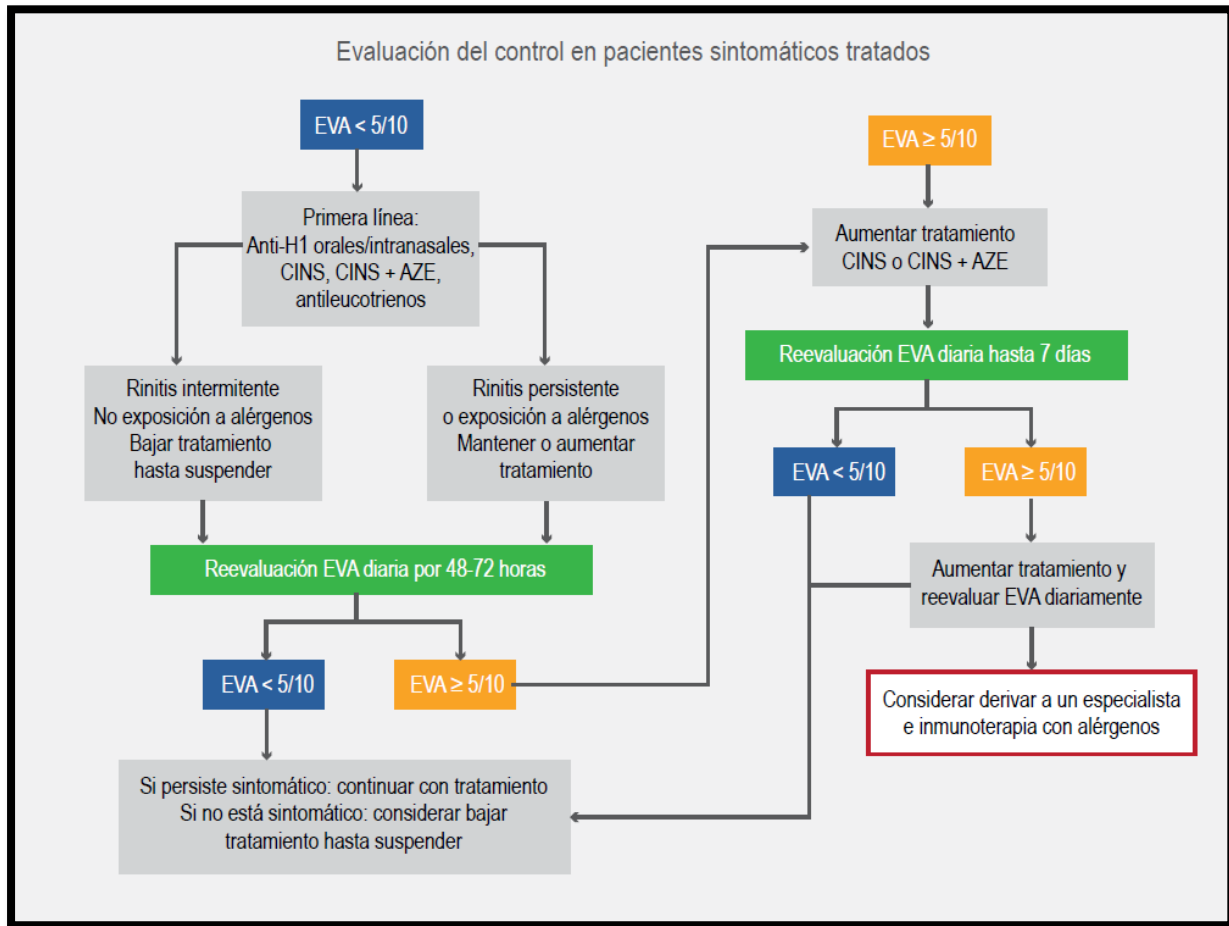 Evaluación del control en pacientes sintomáticos tratados
EVA < 5/10
Primera línea:
Anti-H1 orales/intranasales,
CINS, CINS + AZE,
antileucotrienos
Rinitis intermitente
No exposición a alérgenos
Bajar tratamiento
hasta suspender
Rinitis persistente
o exposición a alérgenos
Mantener o aumentar
tratamiento
Reevaluación EVA diaria por 48-72 horas
EVA < 5/10
EVA ≥ 5/10
Si persiste sintomático: continuar con tratamiento
Si no está sintomático: considerar bajar
tratamiento hasta suspender
EVA ≥ 5/10
Aumentar tratamiento
CINS o CINS + AZE
Reevaluación EVA diaria hasta 7 días
EVA < 5/10
EVA ≥ 5/10
Aumentar tratamiento y
reevaluar EVA diariamente
Considerar derivar a un especialista
e inmunoterapia con alérgenos